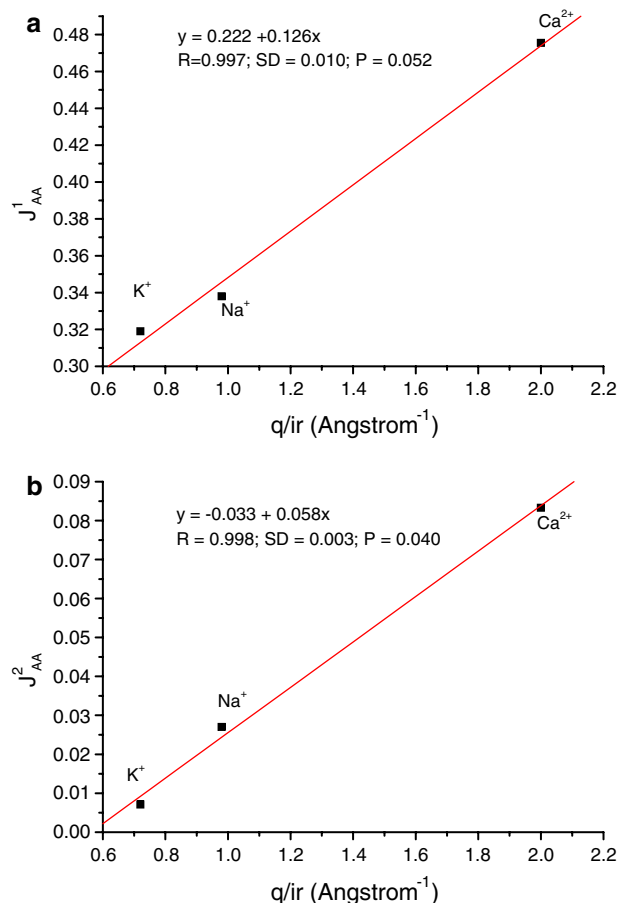 a
y = 0.222 +0.126x
R=0.997; SD = 0.010; P = 0.052
Ca²⁺
K⁺
Na⁺
0.48
0.46
0.44
0.42
0.40
0.38
0.36
0.34
0.32
0.30
J¹AA
0.6 0.8 1.0 1.2 1.4 1.6 1.8 2.0 2.2
q/ir (Angstrom⁻¹)
b
y = -0.033 + 0.058x
R = 0.998; SD = 0.003; P = 0.040
Ca²⁺
Na⁺
K⁺
0.09
0.08
0.07
0.06
0.05
0.04
0.03
0.02
0.01
0.00
J²AA
0.6 0.8 1.0 1.2 1.4 1.6 1.8 2.0 2.2
q/ir (Angstrom⁻¹)